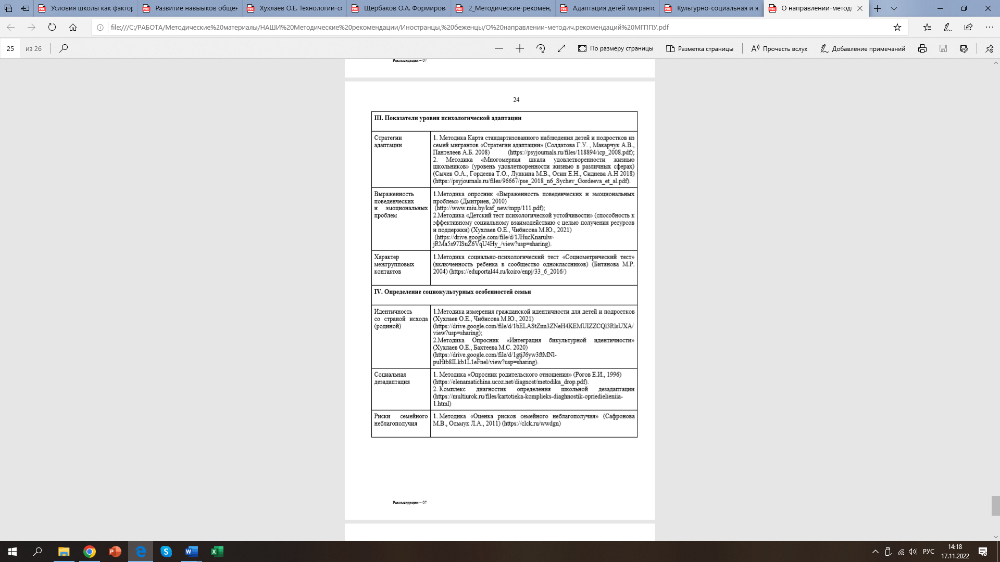 Условия школы как фактор
Развитие навыыков общен
Хухлаев О.Е. Технологии-со
Щербаков О.А. Формирова
2_Методические-рекомен,
Адаптация детей мигранто
Культурно-социальная и яз
О направлении-методи
file:///C:/РАБОТА/Методические%20материалы/НАШИ%20Методические%20рекомендации/Иностранцы,%20беженцы/О%20направлении-методич.рекомендаций%20МГППУ.pdf
25 из 26
По размеру страницы
Разметка страницы
Прочесть вслух
Добавление примечаний
Рекомендации – 07
24
III. Показатели уровня психологической адаптации
Стратегии
адаптации
1. Методика Карта стандартизованного наблюдения детей и подростков из
семей мигрантов «Стратегии адаптации» (Солдатова Г.У. , Макарчук А.В.,
Пантелеев А.Б. 2008) (https://psyjournals.ru/files/118894/icp_2008.pdf);
2. Методика «Многомерная шкала удовлетворенности жизнью
школьников» (уровень удовлетворенности жизнью в различных сферах)
(Сычев О.А., Гордеева Т.О., Лункина М.В., Осин Е.Н., Сиднева А.Н 2018)
(https://psyjournals.ru/files/96667/pse_2018_n6_Sychev_Gordeeva_et_al.pdf).
Выраженность
поведенческих
и эмоциональных
проблем
1.Методика опросник «Выраженность поведенческих и эмоциональных
проблем» (Дмитриев, 2010)
(http://www.miu.by/kaf_new/mpp/111.pdf);
2.Методика «Детский тест психологической устойчивости» (способность к
эффективному социальному взаимодействию с целью получения ресурсов
и поддержки) (Хухлаев О.Е., Чибисова М.Ю., 2021)
(https://drive.google.com/file/d/1JHucKnarulw-
jRMa5s97ISuZ6VqU4Hy_/view?usp=sharing).
Характер
межгрупповых
контактов
1.Методика социально-психологический тест «Социометрический тест»
(включенность ребенка в сообщество одноклассников) (Битянова М.Р.
2004) (https://eduportal44.ru/koiro/enpj/33_6_2016/)
IV. Определение социокультурных особенностей семьи
Идентичность
со страной исхода
(родиной)
1.Методика измерения гражданской идентичности для детей и подростков
(Хухлаев О.Е., Чибисова М.Ю., 2021)
(https://drive.google.com/file/d/1bELAStZnn3ZNeH4KEMUIZZCQl3RlsUXA/
view?usp=sharing);
2.Методика Опросник «Интеграция бикультурной идентичности»
(Хухлаев О.Е., Бахтеева М.С. 2020)
(https://drive.google.com/file/d/1gtjJ6yw3ftMNl-
puHtb8ILkb1L1eFnel/view?usp=sharing).
Социальная
дезадаптация
1. Методика «Опросник родительского отношения» (Рогов Е.И., 1996)
(https://elenamatichina.ucoz.net/diagnost/metodika_drop.pdf).
2. Комплекс диагностик определения школьной дезадаптации
(https://multiurok.ru/files/kartotieka-komplieks-diaghnostik-opriedielieniia-
1.html)
Риски семейного
неблагополучия
1. Методика «Оценка рисков семейного неблагополучия» (Сафронова
М.В., Осьмук Л.А., 2011) (https://clck.ru/wwdgn)
Рекомендации – 07
РУС
14:18
17.11.2022